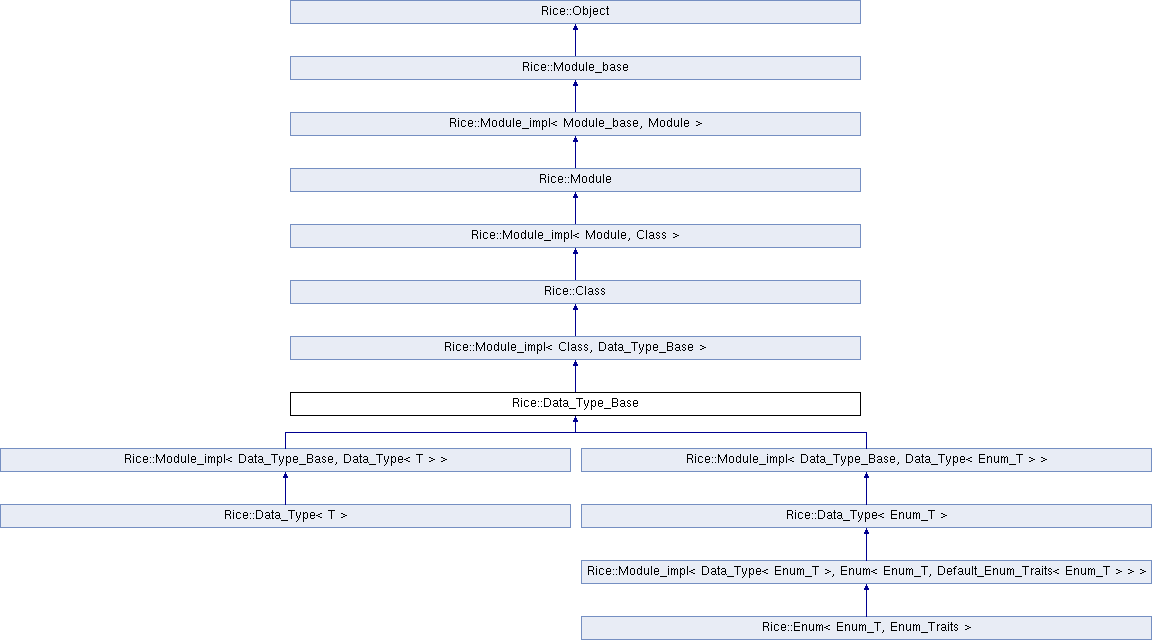 Rice::Object
Rice::Module_base
Rice::Module_impl< Module_base, Module >
Rice::Module
Rice::Module_impl< Module, Class >
Rice::Class
Rice::Module_impl< Class, Data_Type_Base >
Rice::Data_Type_Base
Rice::Module_impl< Data_Type_Base, Data_Type< T > >
Rice::Module_impl< Data_Type_Base, Data_Type< Enum_T > >
Rice::Data_Type< T >
Rice::Data_Type< Enum_T >
Rice::Module_impl< Data_Type< Enum_T >, Enum< Enum_T, Default_Enum_Traits< Enum_T > > >
Rice::Enum< Enum_T, Enum_Traits >